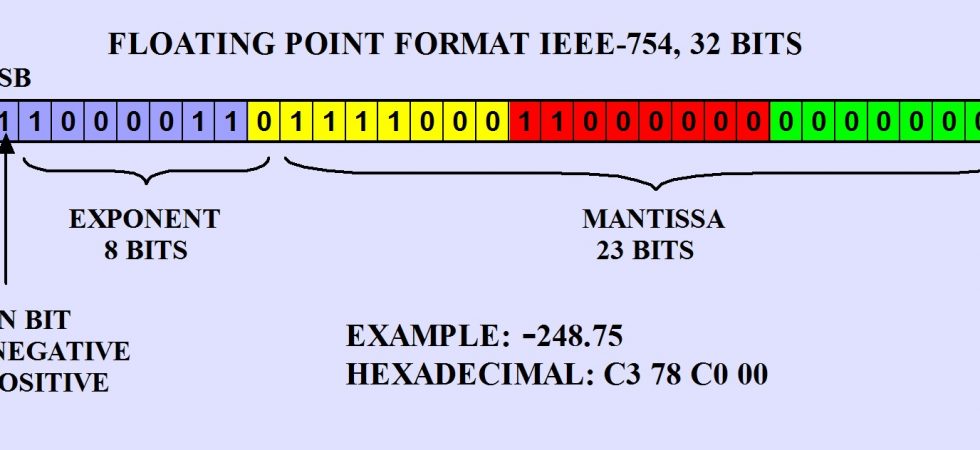 FLOATING POINT FORMAT IEEE-754, 32 BITS
SB
1 1 0 0 0 0 1 1 0 1 1 1 1 0 0 0 1 1 0 0 0 0 0 0 0 0 0 0 0 0 0
EXPONENT
8 BITS
MANTISSA
23 BITS
N BIT
NEGATIVE
OSITIVE
EXAMPLE: -248.75
HEXADECIMAL: C3 78 C0 00